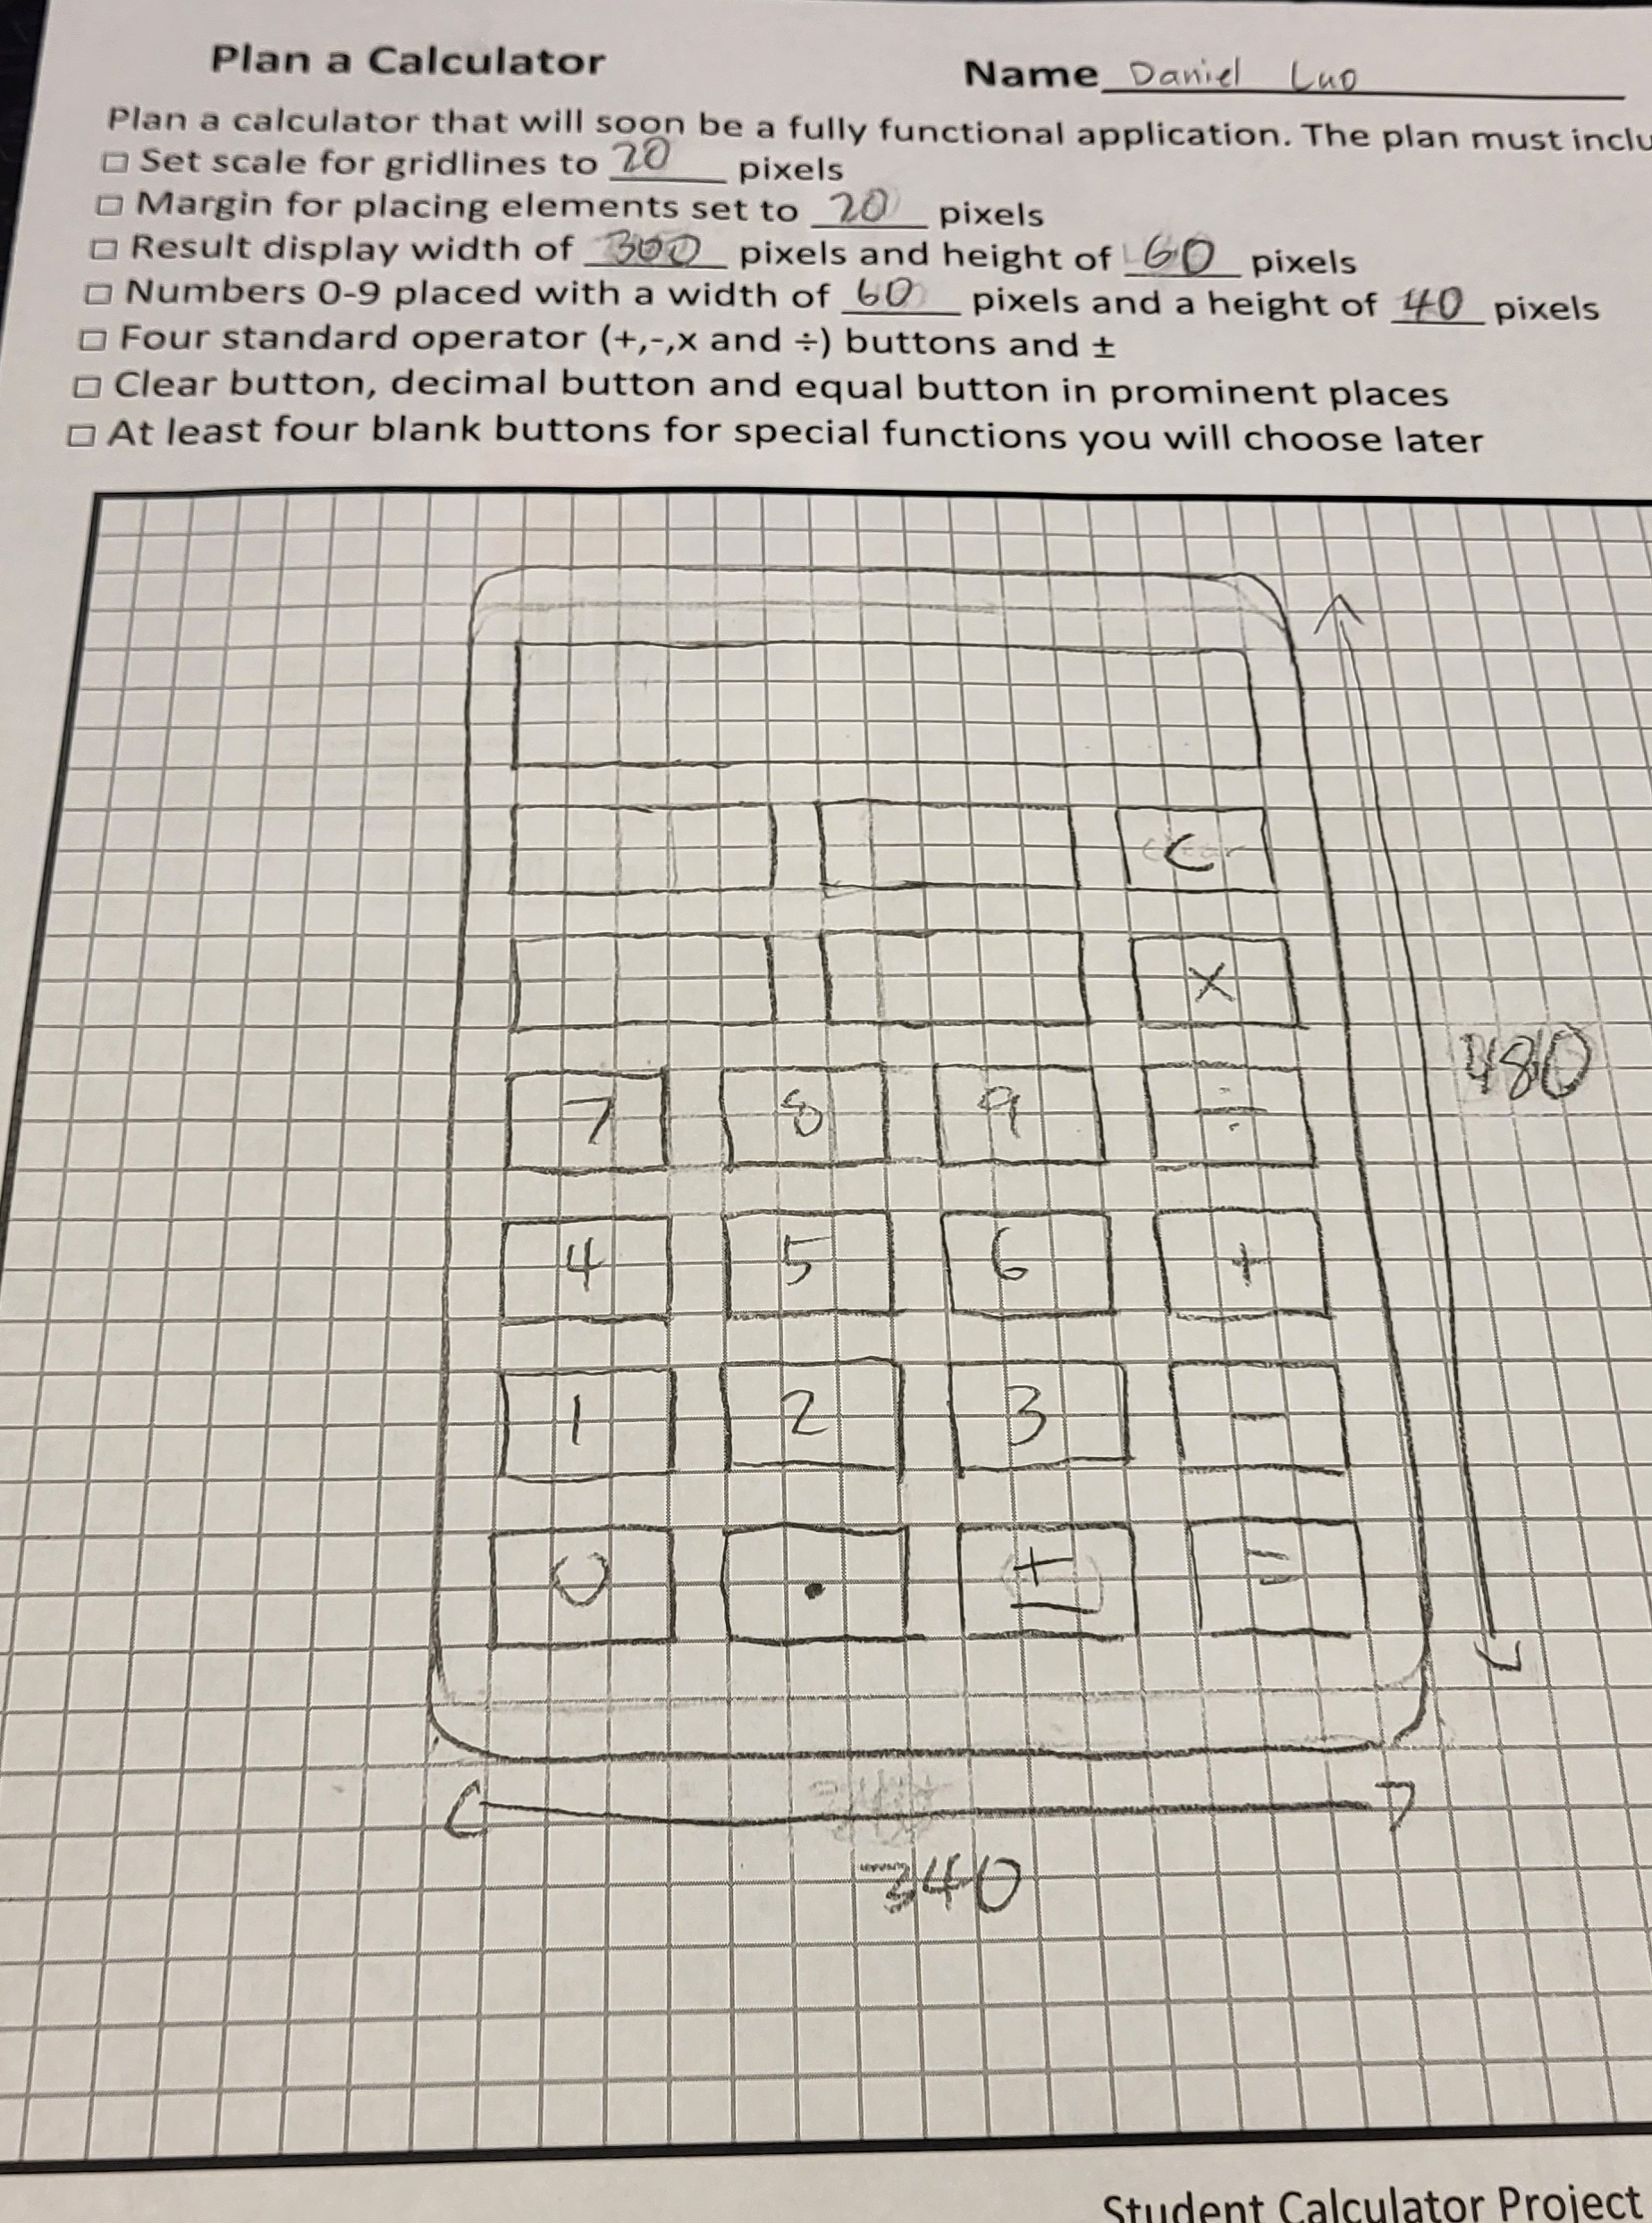 Plan a Calculator Name Daniel Luo
Plan a calculator that will soon be a fully functional application. The plan must inclu
□ Set scale for gridlines to 20 pixels
□ Margin for placing elements set to 20 pixels
□ Result display width of 300 pixels and height of 60 pixels
□ Numbers 0-9 placed with a width of 60 pixels and a height of 40 pixels
□ Four standard operator (+,-,x and ÷) buttons and ±
□ Clear button, decimal button and equal button in prominent places
□ At least four blank buttons for special functions you will choose later
C
X
480
7 8 9 ÷
4 5 6 +
1 2 3 -
0 . ± =
340
Student Calculator Project